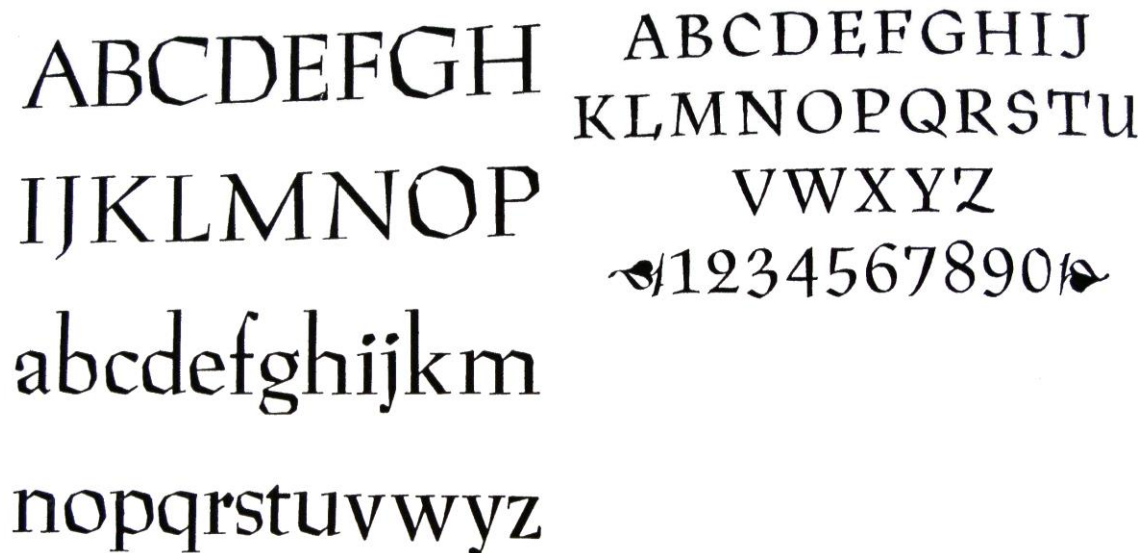 ABCDEFGH
IJKLMNOP
abcdefghijkm
nopqrstuvwyz
ABCDEFGHIJ
KLMNOPQRSTU
VWXYZ
1234567890